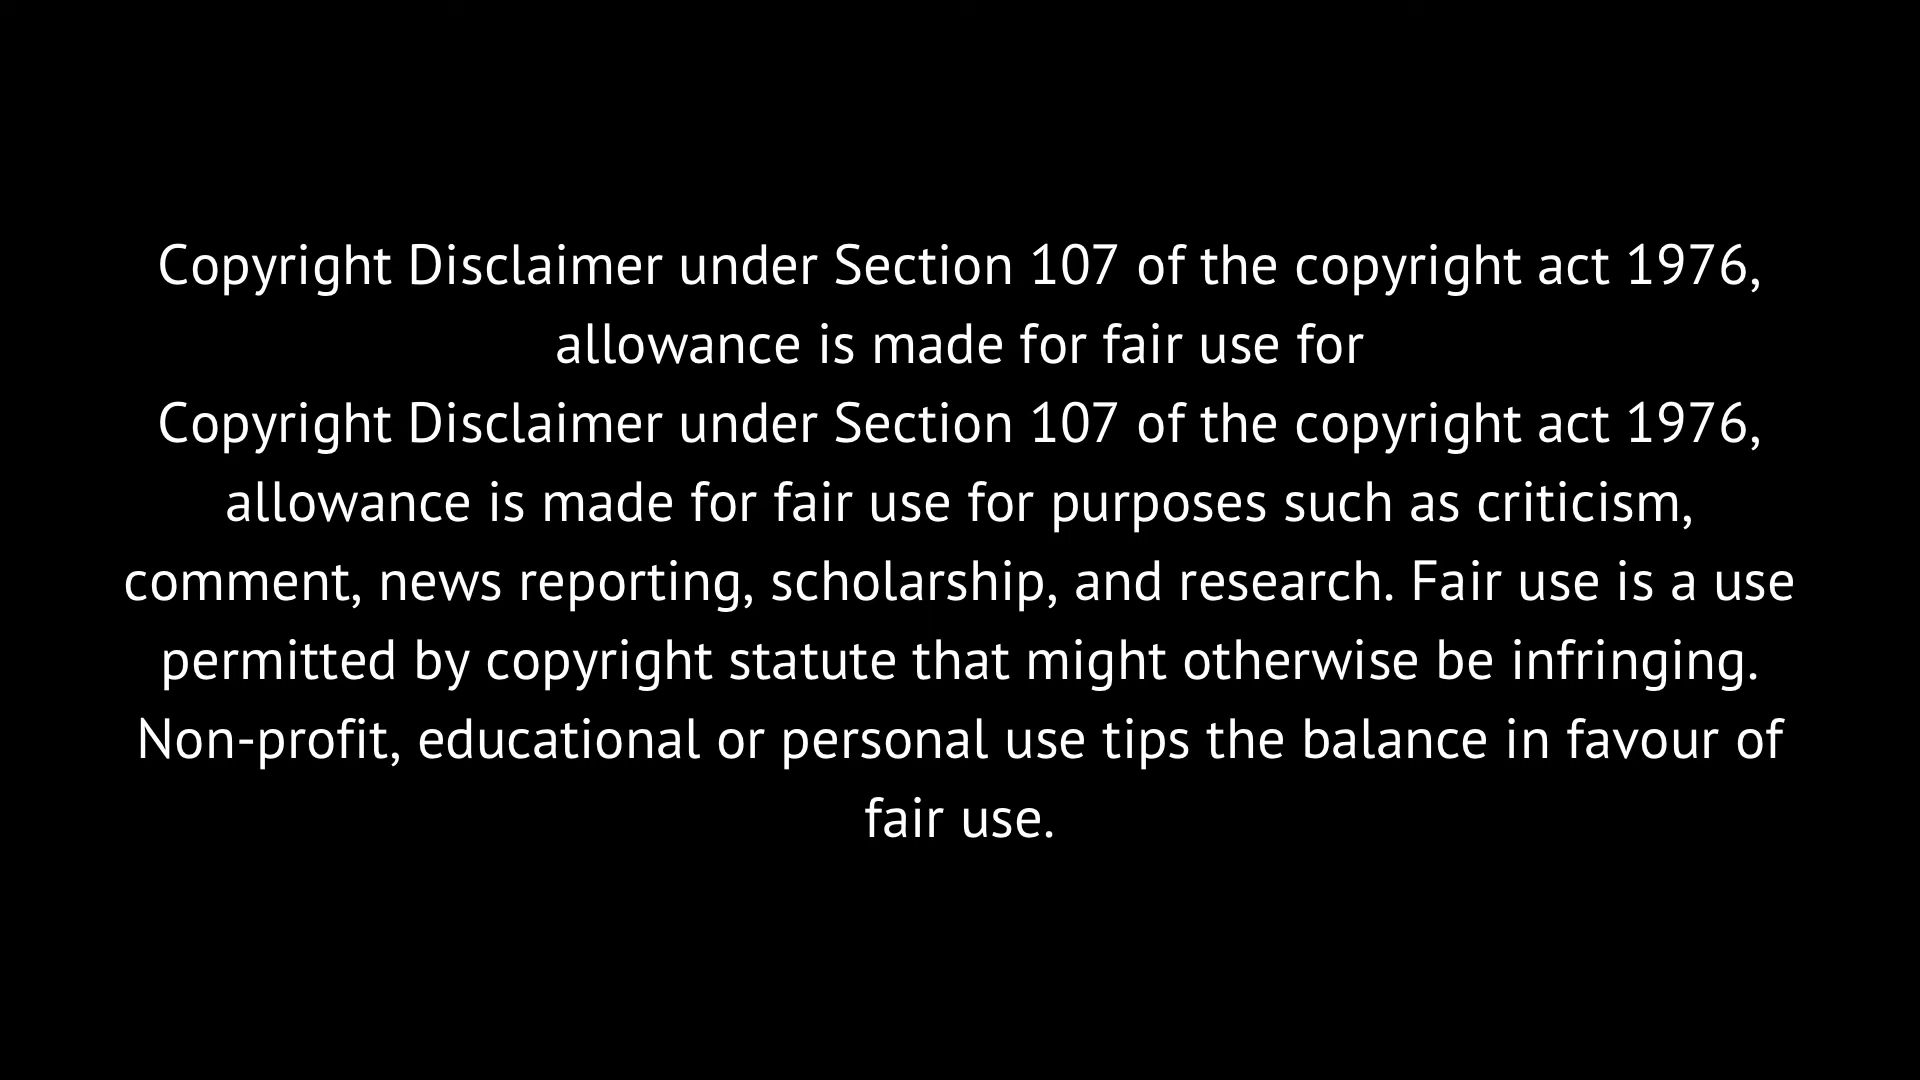 Copyright Disclaimer under Section 107 of the copyright act 1976,
allowance is made for fair use for
Copyright Disclaimer under Section 107 of the copyright act 1976,
allowance is made for fair use for purposes such as criticism,
comment, news reporting, scholarship, and research. Fair use is a use
permitted by copyright statute that might otherwise be infringing.
Non-profit, educational or personal use tips the balance in favour of
fair use.